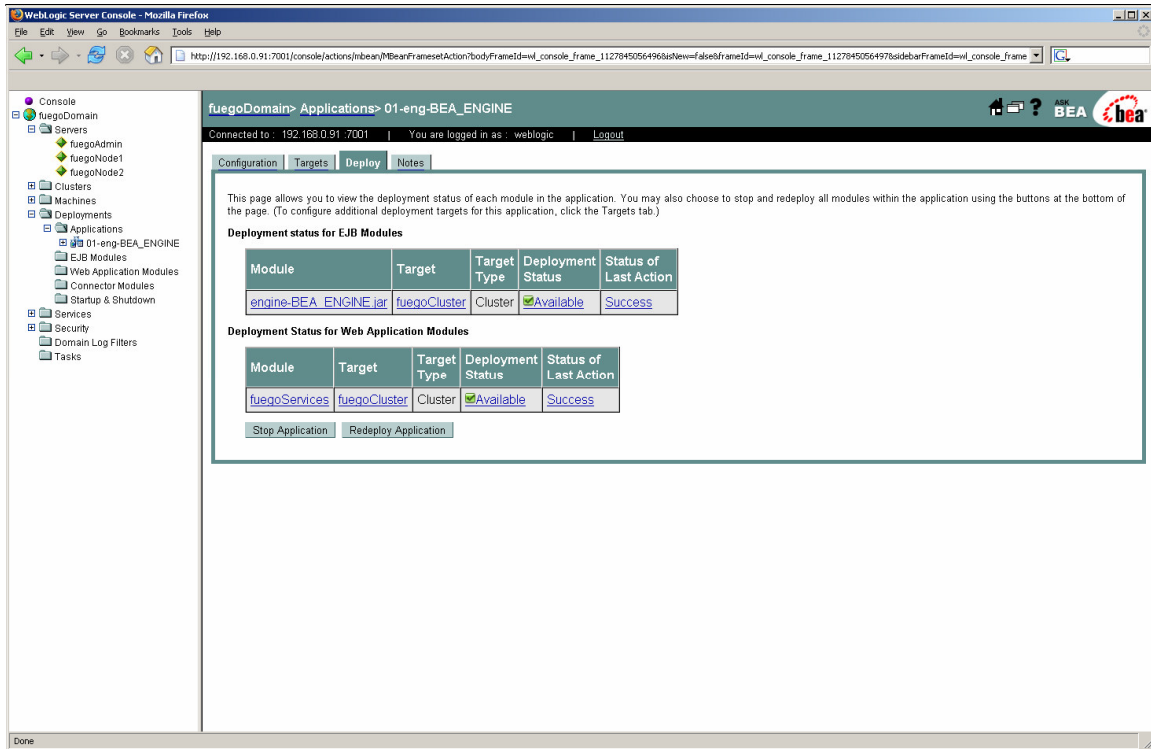 WebLogic Server Console - Mozilla Firefox
File Edit View Go Bookmarks Tools Help
http://192.168.0.91:7001/console/actions/mbean/MBeanFramesetAction?bodyFrameId=wl_console_frame_1127845056496&isNew=false&frameId=wl_console_frame_1127845056497&sidebarFrameId=wl_console_frame
G
Console
fuegoDomain
Servers
fuegoAdmin
fuegoNode1
fuegoNode2
Clusters
Machines
Deployments
Applications
01-eng-BEA_ENGINE
EJB Modules
Web Application Modules
Connector Modules
Startup & Shutdown
Services
Security
Domain Log Filters
Tasks
fuegoDomain> Applications> 01-eng-BEA_ENGINE
? ASK BEA bea
Connected to : 192.168.0.91 :7001 | You are logged in as : weblogic | Logout
Configuration Targets Deploy Notes
This page allows you to view the deployment status of each module in the application. You may also choose to stop and redeploy all modules within the application using the buttons at the bottom of
the page. (To configure additional deployment targets for this application, click the Targets tab.)
Deployment status for EJB Modules
Module Target Target Type Deployment Status Status of Last Action
engine-BEA_ENGINE.jar fuegoCluster Cluster Available Success
Deployment Status for Web Application Modules
Module Target Target Type Deployment Status Status of Last Action
fuegoServices fuegoCluster Cluster Available Success
Stop Application Redeploy Application
Done